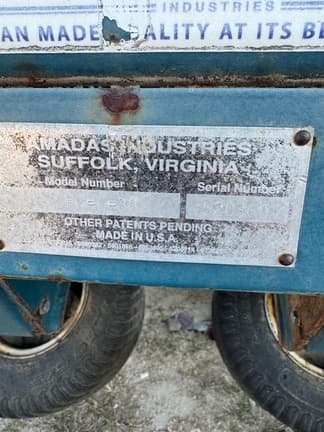 INDUSTRIES
AN MADE ALITY AT ITS BE
AMADAS INDUSTRIES
SUFFOLK, VIRGINIA
Model Number Serial Number
OTHER PATENTS PENDING
MADE IN U.S.A.